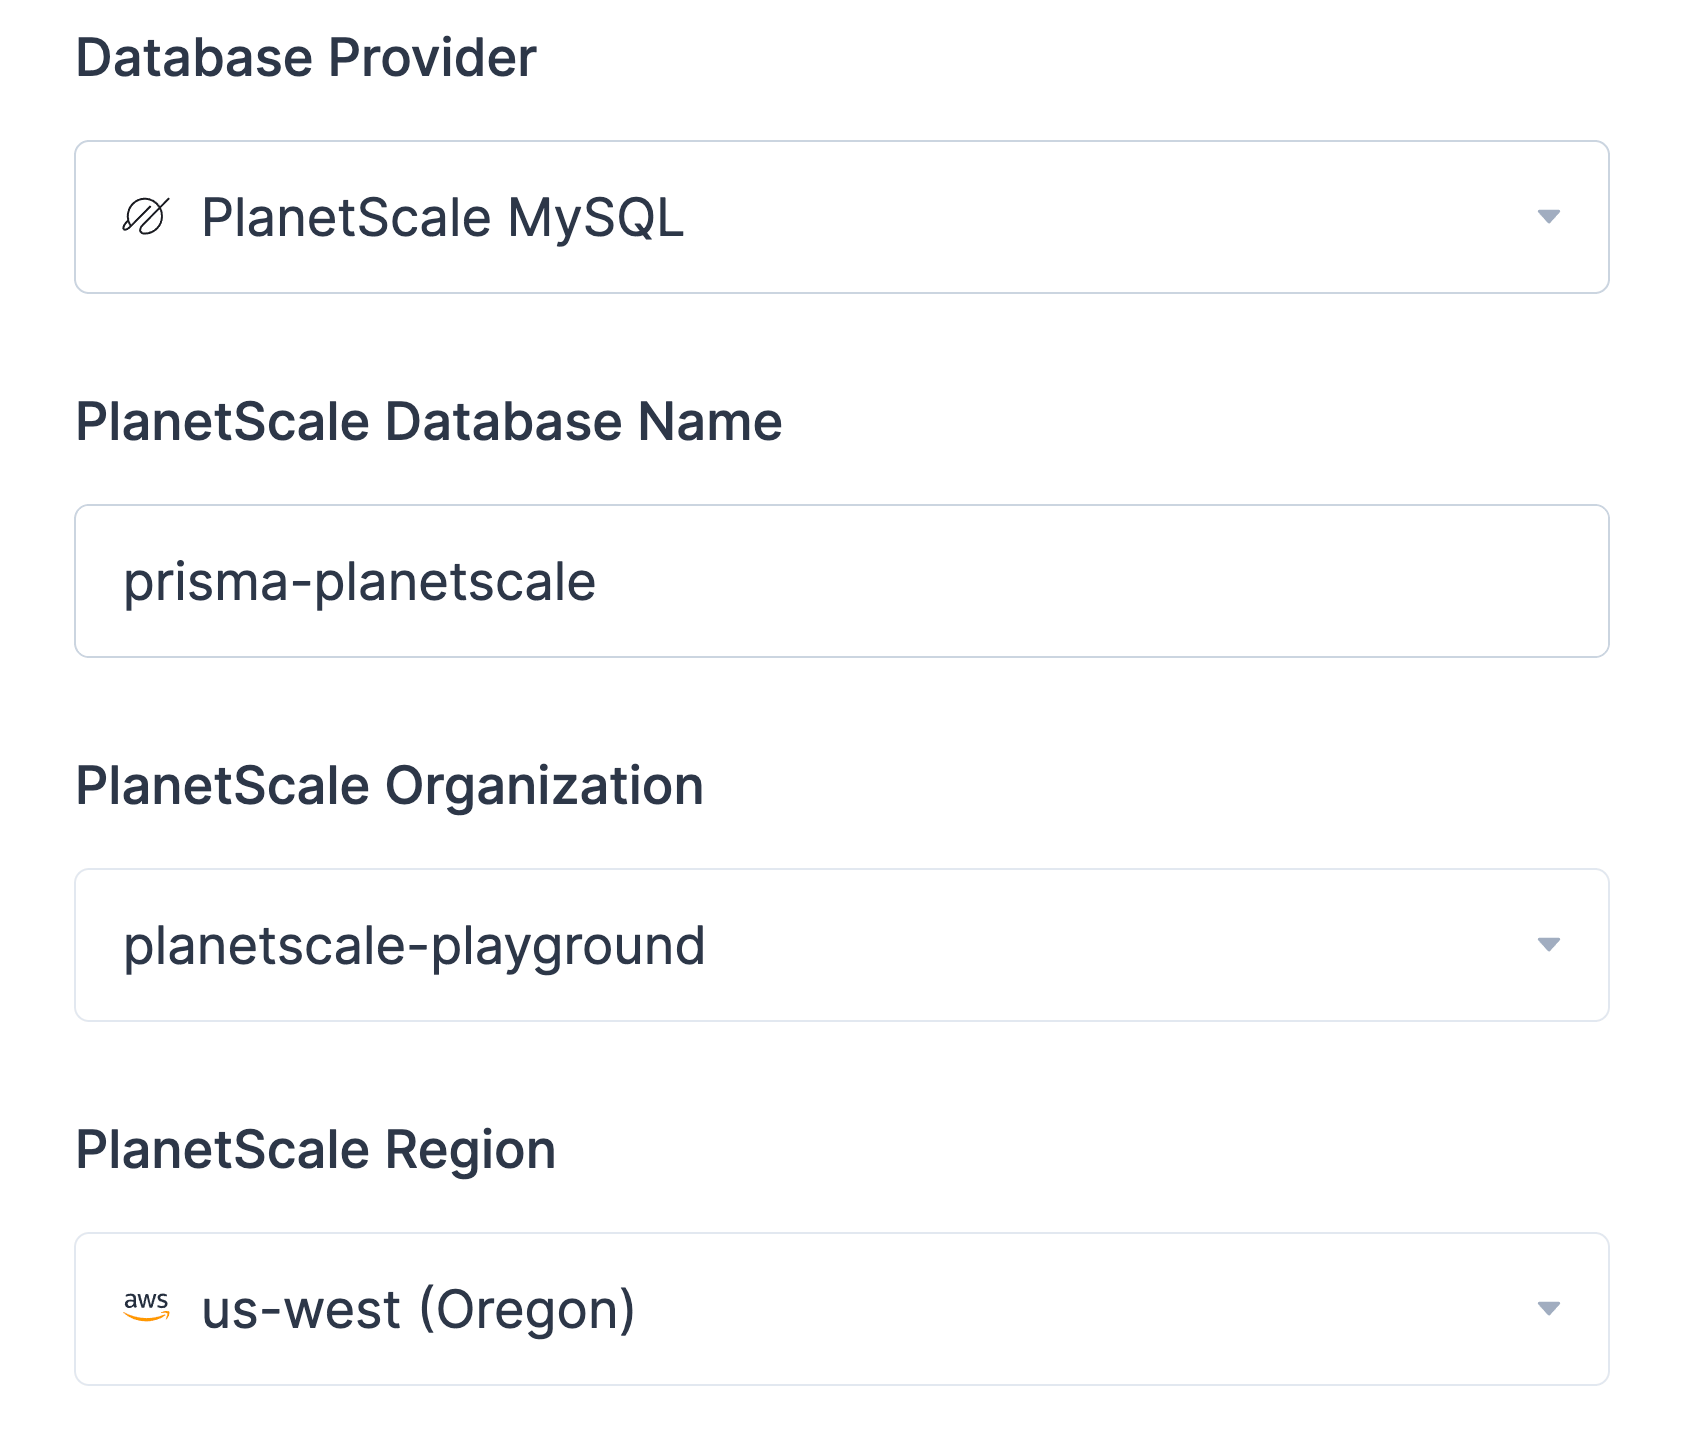 Database Provider
PlanetScale MySQL
PlanetScale Database Name
prisma-planetscale
PlanetScale Organization
planetscale-playground
PlanetScale Region
aws us-west (Oregon)